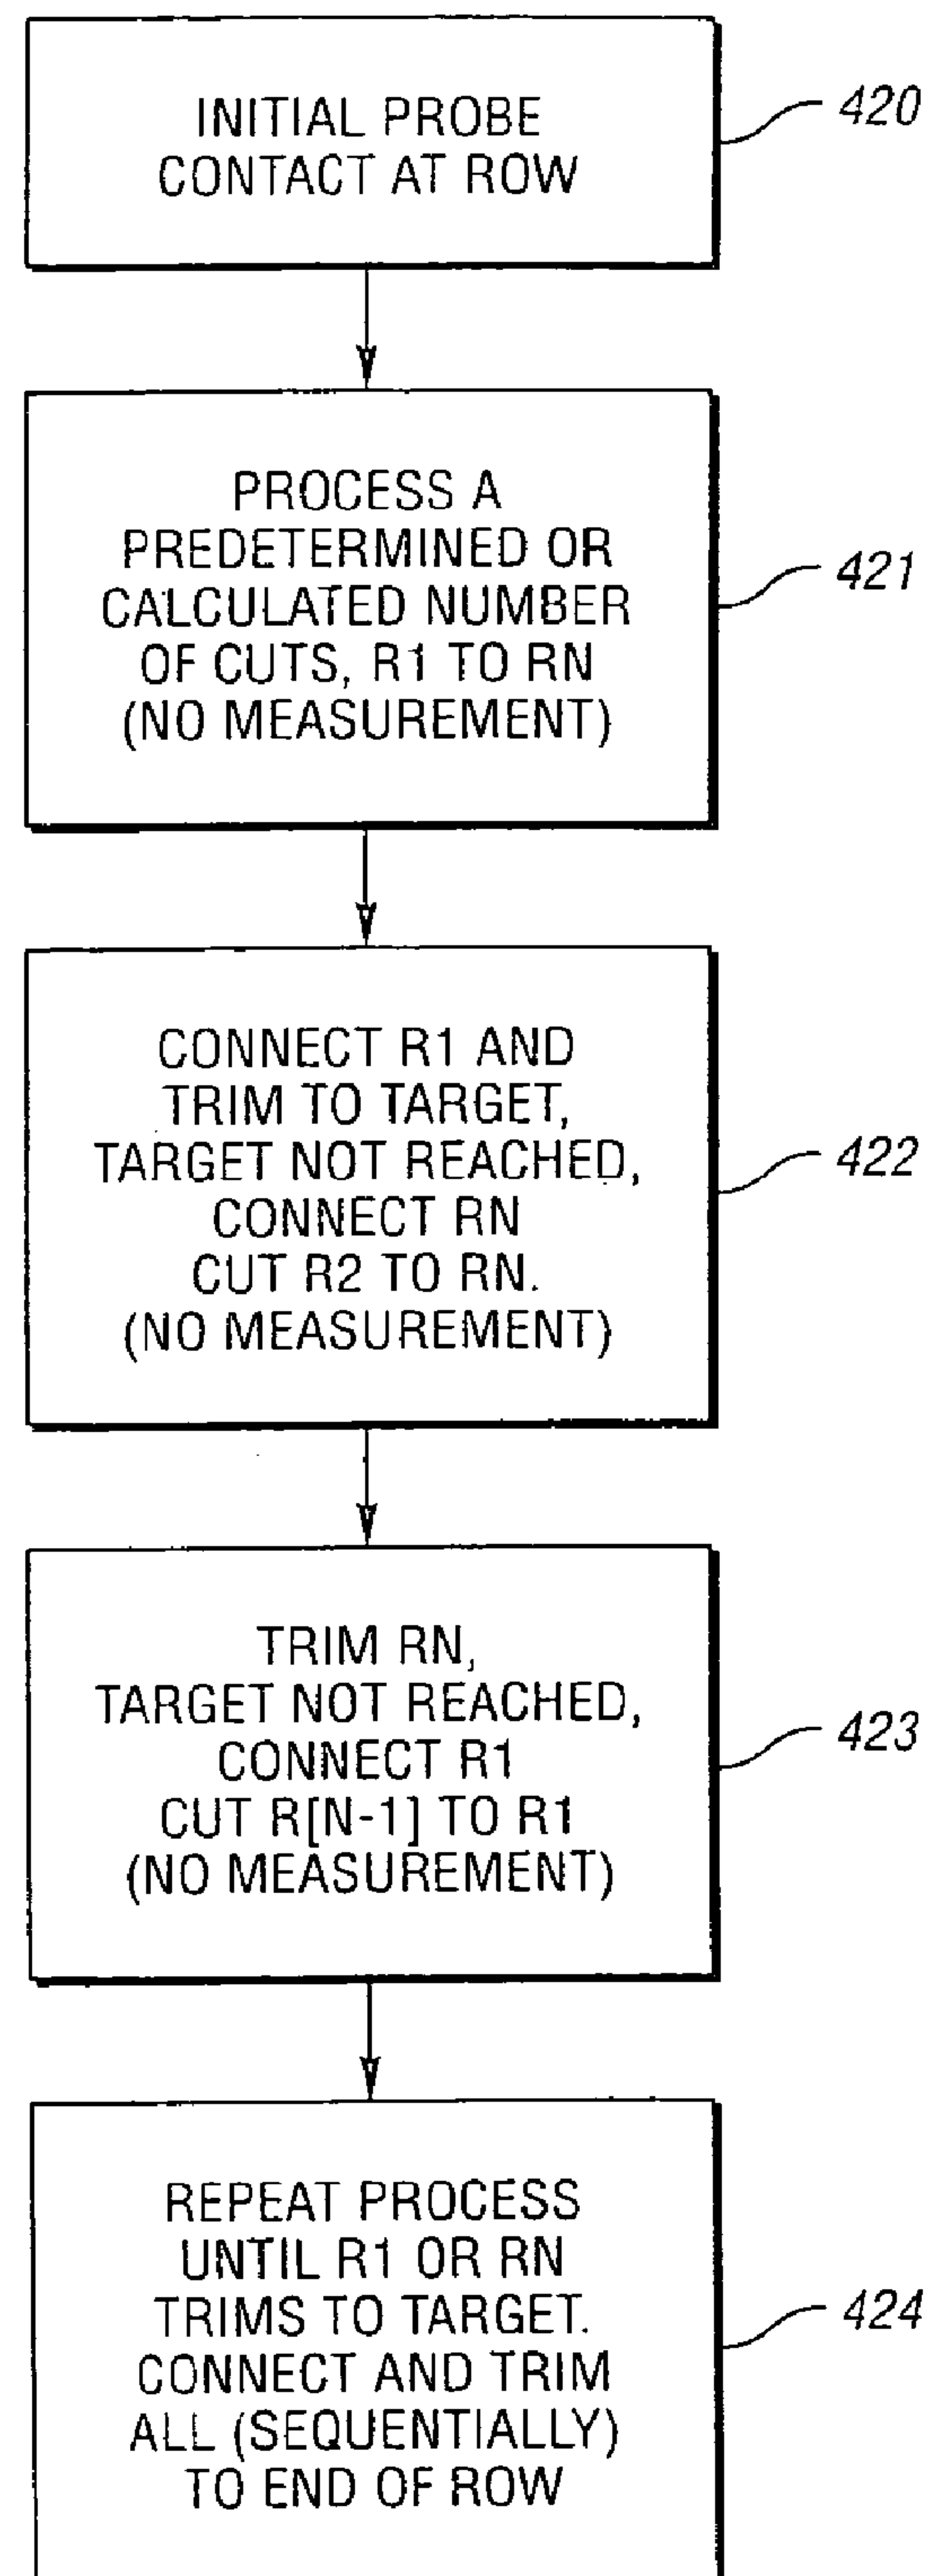 INITIAL PROBE
CONTACT AT ROW
420
PROCESS A
PREDETERMINED OR
CALCULATED NUMBER
OF CUTS, R1 TO RN
(NO MEASUREMENT)
421
CONNECT R1 AND
TRIM TO TARGET,
TARGET NOT REACHED,
CONNECT RN
CUT R2 TO RN.
(NO MEASUREMENT)
422
TRIM RN,
TARGET NOT REACHED,
CONNECT R1
CUT R[N-1] TO R1
(NO MEASUREMENT)
423
REPEAT PROCESS
UNTIL R1 OR RN
TRIMS TO TARGET.
CONNECT AND TRIM
ALL (SEQUENTIALLY)
TO END OF ROW
424